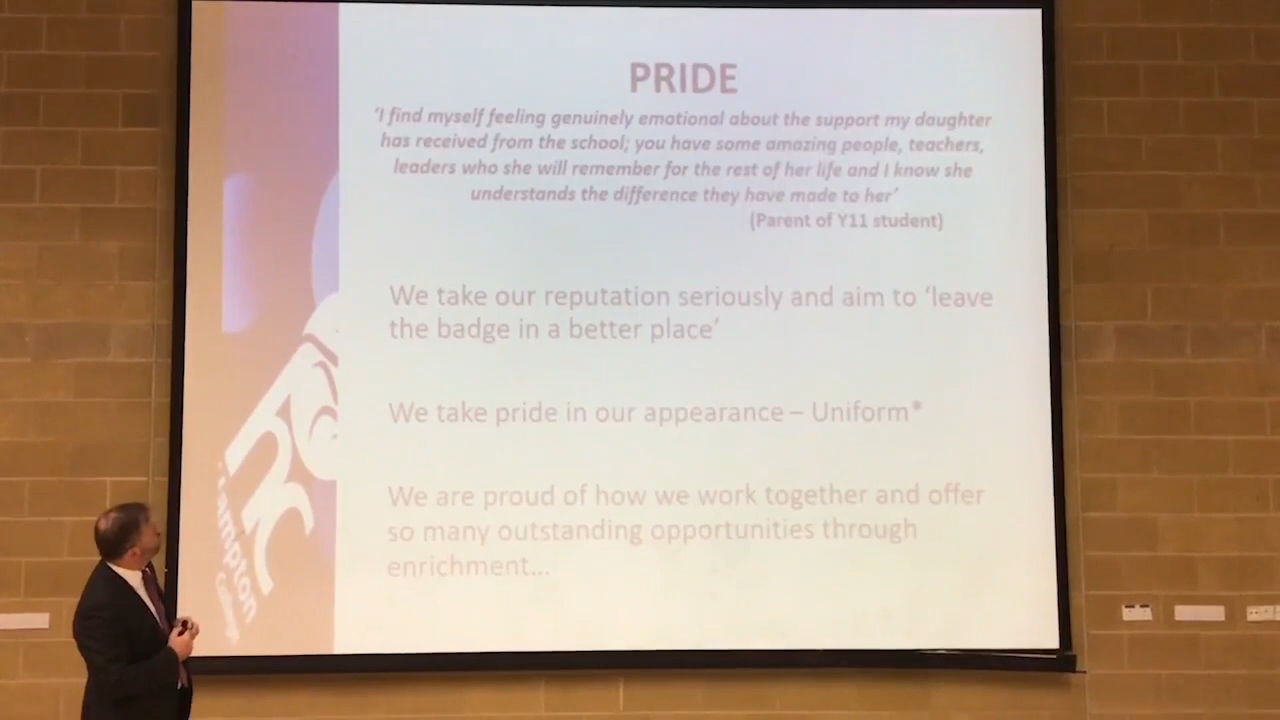 PRIDE
'I find myself feeling genuinely emotional about the support my daughter
has received from the school; you have some amazing people, teachers,
leaders who she will remember for the rest of her life and I know she
understands the difference they have made to her'
(Parent of Y11 student)
We take our reputation seriously and aim to 'leave
the badge in a better place'
We take pride in our appearance – Uniform*
We are proud of how we work together and offer
so many outstanding opportunities through
enrichment...
hc
College